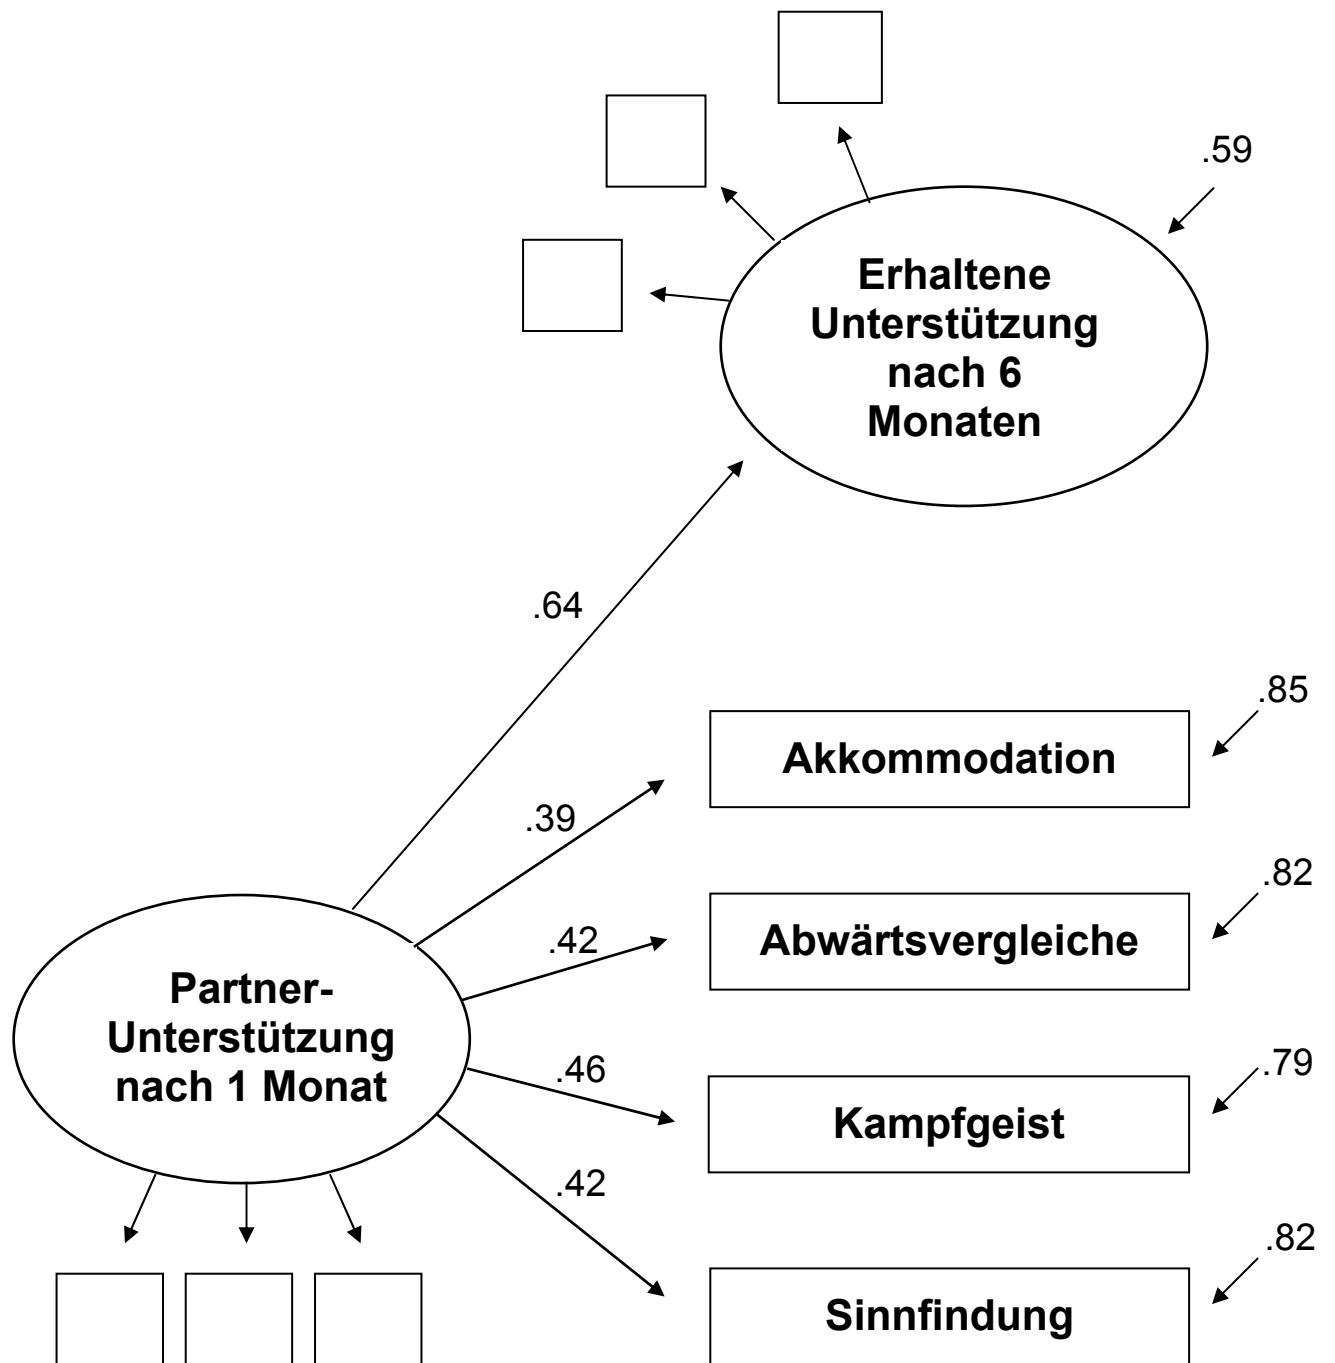 .59
Erhaltene
Unterstützung
nach 6
Monaten
.64
.85
Akkommodation
.39
.82
Abwärtsvergleiche
.42
Partner-
Unterstützung
nach 1 Monat
.79
.46
Kampfgeist
.42
.82
Sinnfindung